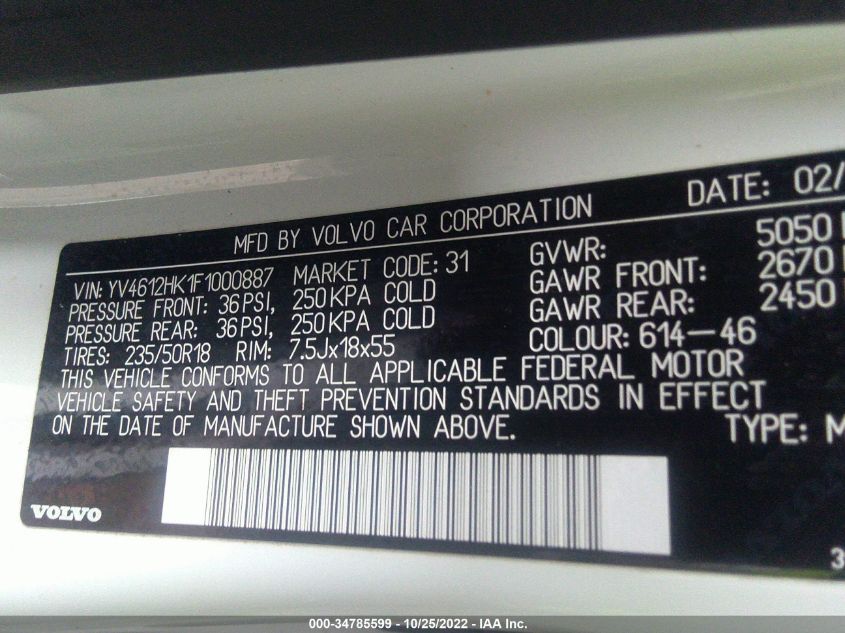 MFD BY VOLVO CAR CORPORATION DATE: 02/
VIN: YV4612HK1F1000887 MARKET CODE: 31 GVWR: 5050
PRESSURE FRONT: 36 PSI, 250 KPA COLD GAWR FRONT: 2670
PRESSURE REAR: 36 PSI, 250 KPA COLD GAWR REAR: 2450
TIRES: 235/50R18 RIM: 7.5Jx18x55 COLOUR: 614-46
THIS VEHICLE CONFORMS TO ALL APPLICABLE FEDERAL MOTOR
VEHICLE SAFETY AND THEFT PREVENTION STANDARDS IN EFFECT
ON THE DATE OF MANUFACTURE SHOWN ABOVE. TYPE: M
VOLVO
3
000-34785599 - 10/25/2022 - IAA Inc.